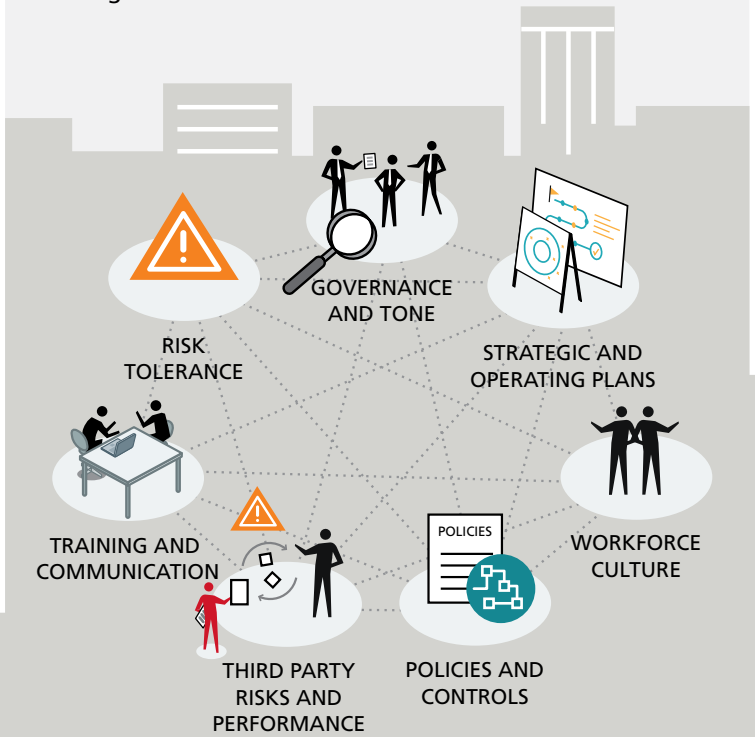 GOVERNANCE
AND TONE
RISK
TOLERANCE
STRATEGIC AND
OPERATING PLANS
TRAINING AND
COMMUNICATION
POLICIES
WORKFORCE
CULTURE
THIRD PARTY
RISKS AND
PERFORMANCE
POLICIES AND
CONTROLS